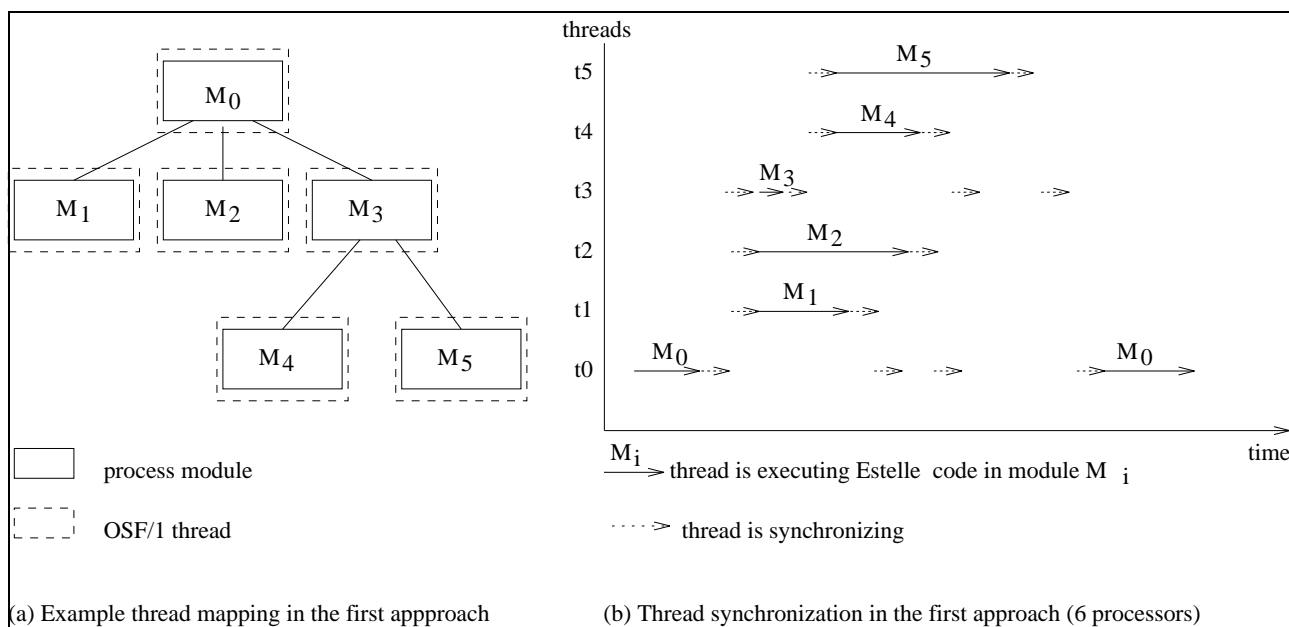 M0
M1
M2
M3
M4
M5
process module
OSF/1 thread
(a) Example thread mapping in the first appproach
threads
t5
M5
t4
M4
t3
M3
t2
M2
t1
M1
t0
M0
M0
time
Mi
thread is executing Estelle code in module M i
thread is synchronizing
(b) Thread synchronization in the first approach (6 processors)